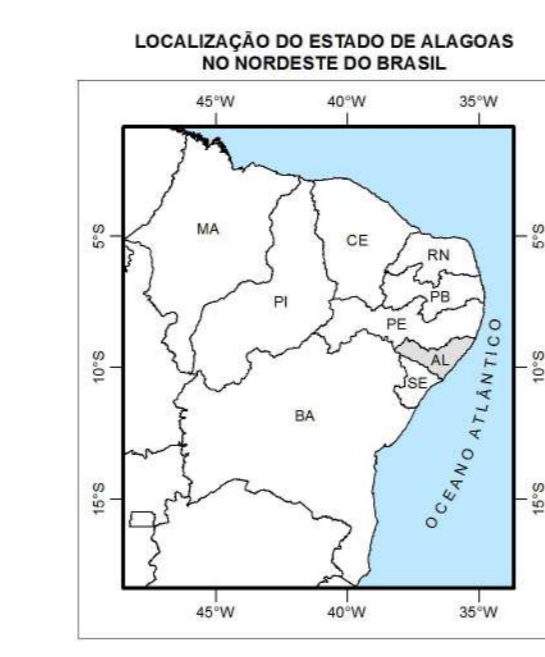 LOCALIZAÇÃO DO ESTADO DE ALAGOAS
NO NORDESTE DO BRASIL
45°W 40°W 35°W
5°S 5°S
MA
CE
RN
PB
PI
PE
AL
10°S 10°S
SE
BA
OCEANO ATLÂNTICO
15°S 15°S
45°W 40°W 35°W